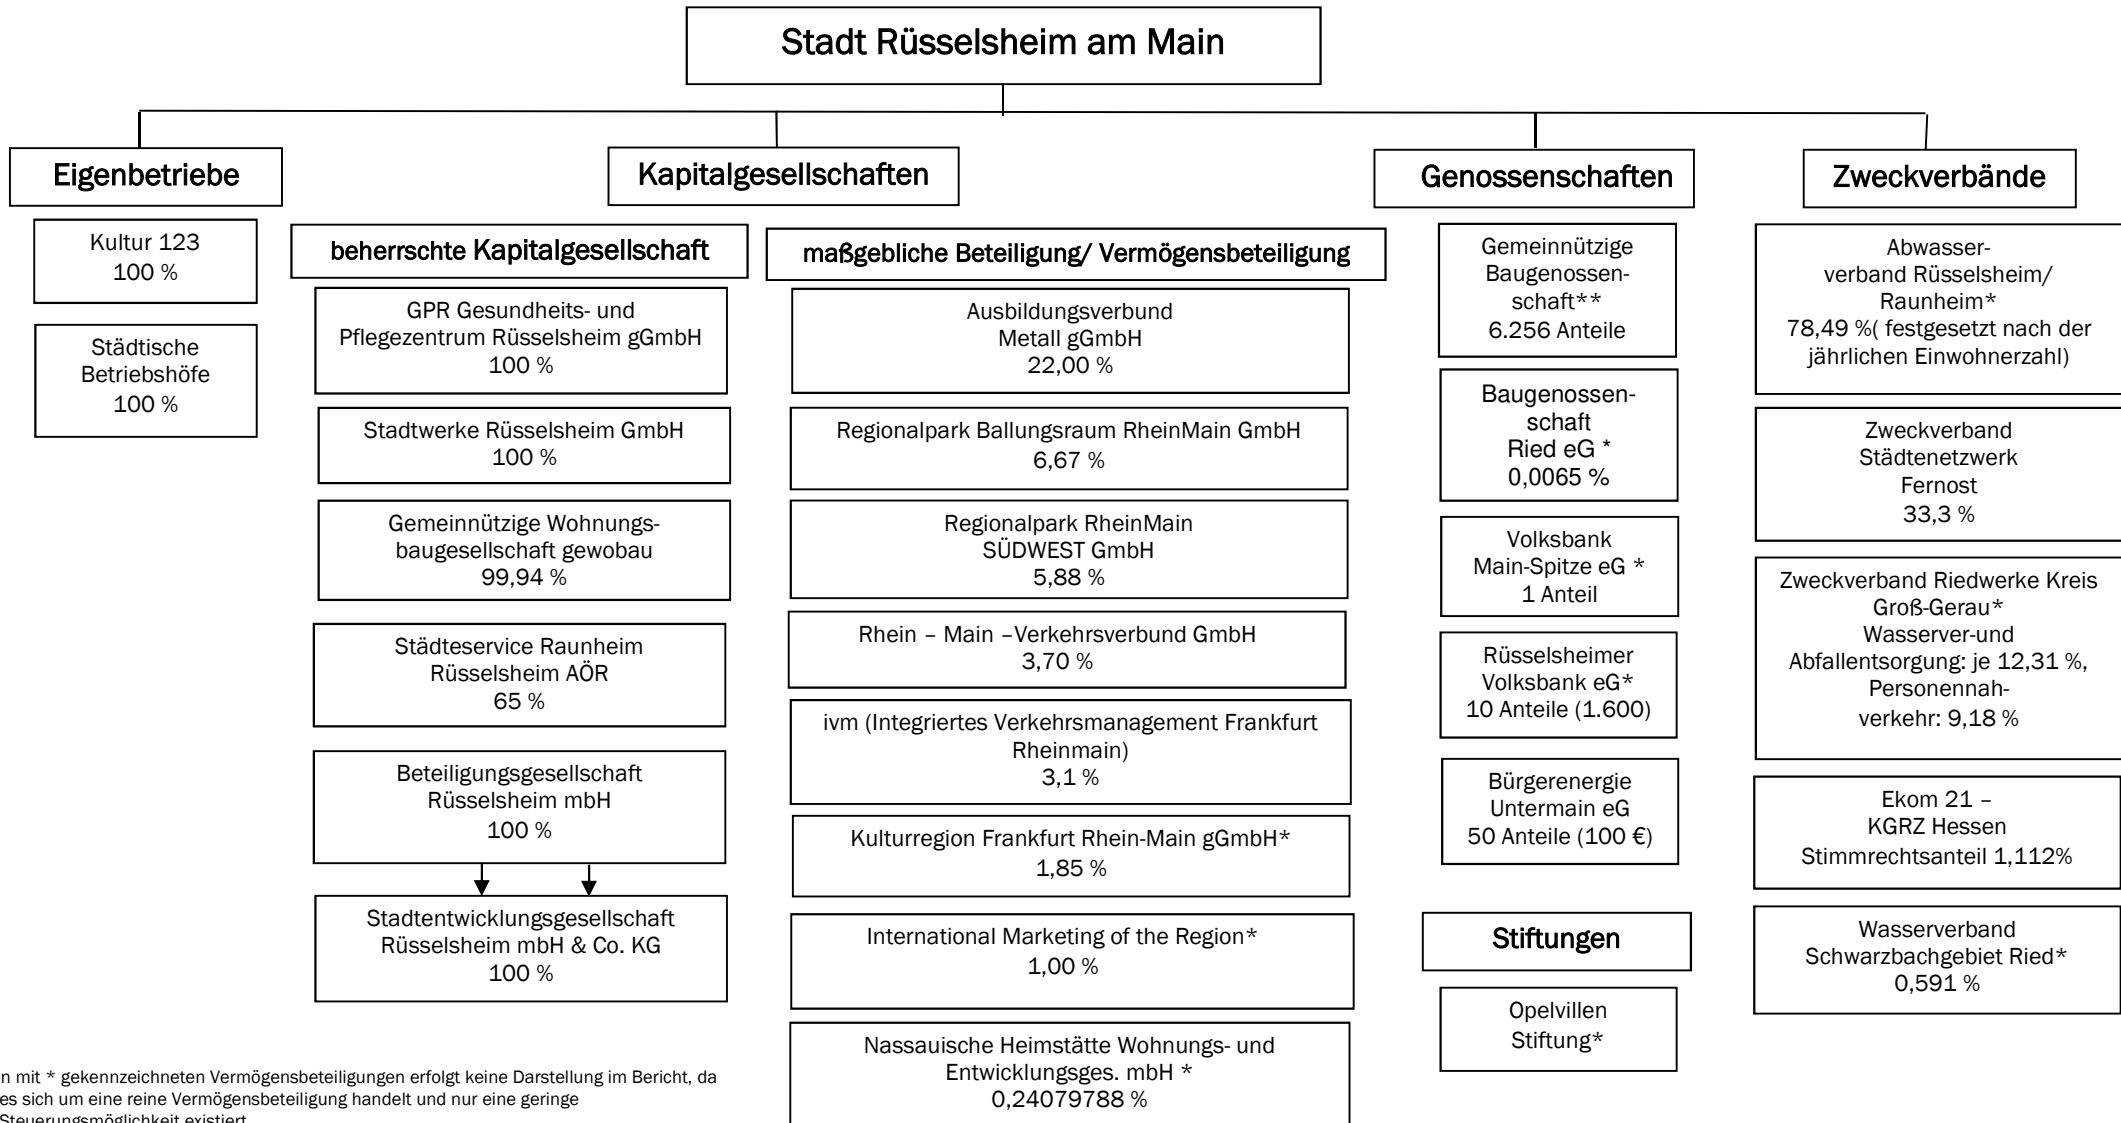 Stadt Rüsselsheim am Main
Eigenbetriebe
Kultur 123
100 %
Städtische
Betriebshöfe
100 %
Kapitalgesellschaften
beherrschte Kapitalgesellschaft
GPR Gesundheits- und
Pflegezentrum Rüsselsheim gGmbH
100 %
Stadtwerke Rüsselsheim GmbH
100 %
Gemeinnützige Wohnungs-
baugesellschaft gewobau
99,94 %
Städteservice Raunheim
Rüsselsheim AÖR
65 %
Beteiligungsgesellschaft
Rüsselsheim mbH
100 %
Stadtentwicklungsgesellschaft
Rüsselsheim mbH & Co. KG
100 %
maßgebliche Beteiligung/ Vermögensbeteiligung
Ausbildungsverbund
Metall gGmbH
22,00 %
Regionalpark Ballungsraum RheinMain GmbH
6,67 %
Regionalpark RheinMain
SÜDWEST GmbH
5,88 %
Rhein – Main –Verkehrsverbund GmbH
3,70 %
ivm (Integriertes Verkehrsmanagement Frankfurt
Rheinmain)
3,1 %
Kulturregion Frankfurt Rhein-Main gGmbH*
1,85 %
International Marketing of the Region*
1,00 %
Nassauische Heimstätte Wohnungs- und
Entwicklungsges. mbH *
0,24079788 %
Genossenschaften
Gemeinnützige
Baugenossen-
schaft**
6.256 Anteile
Baugenossen-
schaft
Ried eG *
0,0065 %
Volksbank
Main-Spitze eG *
1 Anteil
Rüsselsheimer
Volksbank eG*
10 Anteile (1.600)
Bürgerenergie
Untermain eG
50 Anteile (100 €)
Stiftungen
Opelvillen
Stiftung*
Zweckverbände
Abwasser-
verband Rüsselsheim/
Raunheim*
78,49 %( festgesetzt nach der
jährlichen Einwohnerzahl)
Zweckverband
Städtenetzwerk
Fernost
33,3 %
Zweckverband Riedwerke Kreis
Groß-Gerau*
Wasserver-und
Abfallentsorgung: je 12,31 %,
Personennah-
verkehr: 9,18 %
Ekom 21 –
KGRZ Hessen
Stimmrechtsanteil 1,112%
Wasserverband
Schwarzbachgebiet Ried*
0,591 %
n mit * gekennzeichneten Vermögensbeteiligungen erfolgt keine Darstellung im Bericht, da
es sich um eine reine Vermögensbeteiligung handelt und nur eine geringe
Steuerungsmöglichkeit existiert